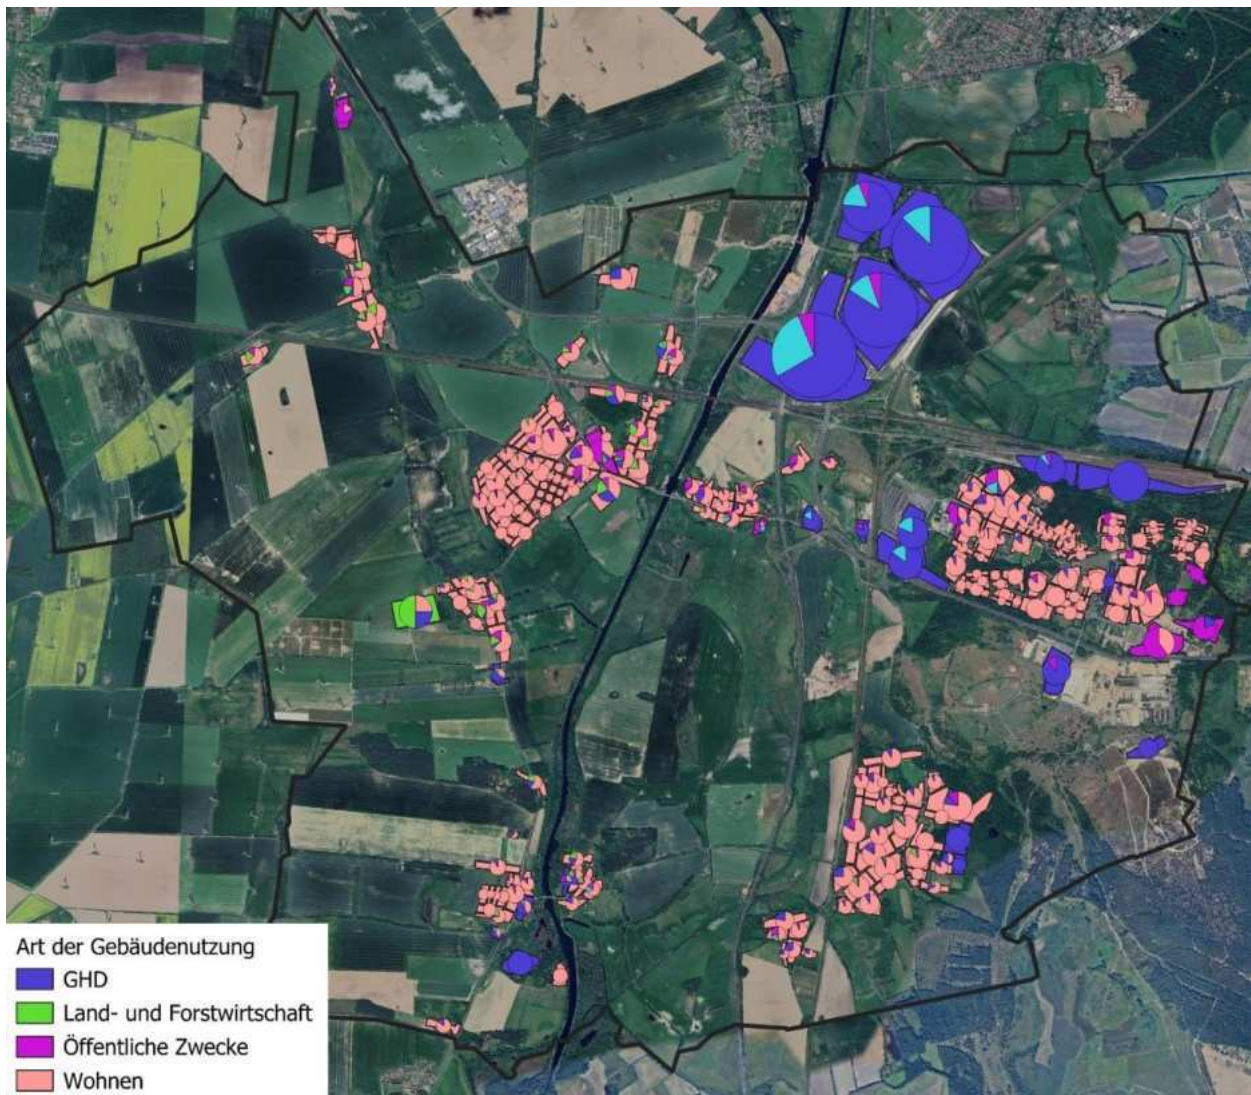 Art der Gebäudenutzung
GHD
Land- und Forstwirtschaft
Öffentliche Zwecke
Wohnen